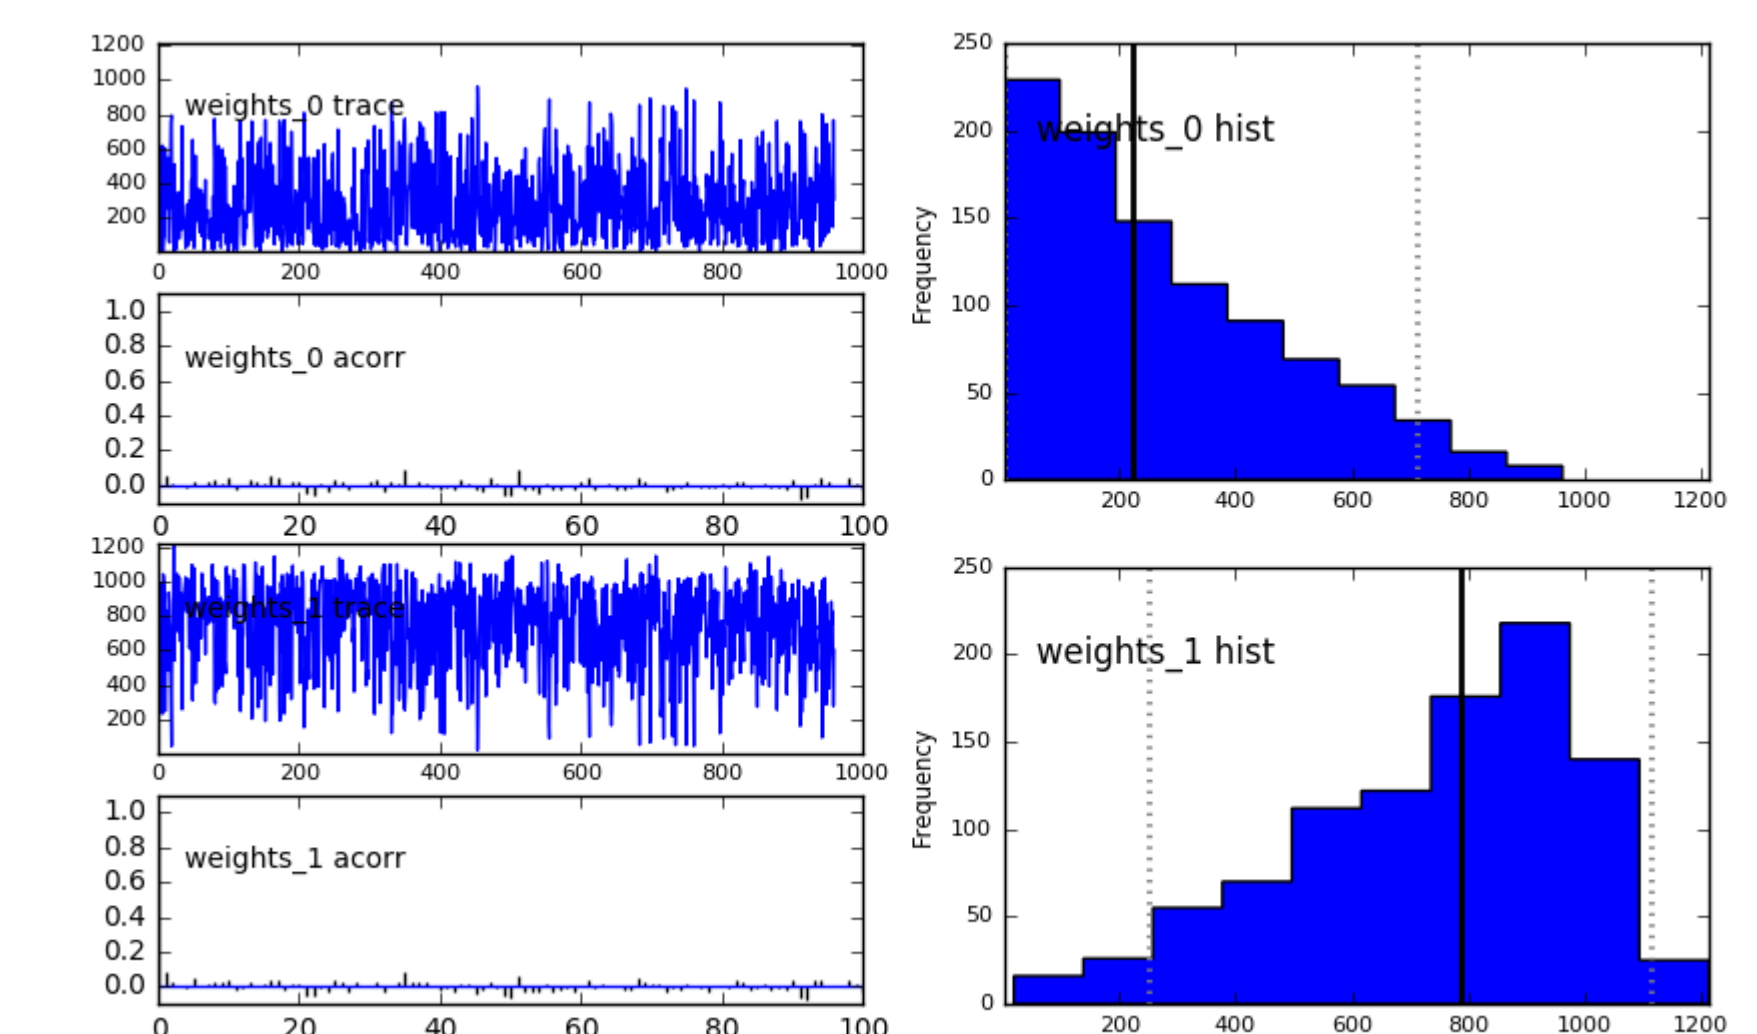 1200
1000
800
600
400
200
weights_0 trace
0 200 400 600 800 1000
1.0
0.8
0.6
0.4
0.2
0.0
weights_0 acorr
0 20 40 60 80 100
1200
1000
800
600
400
200
weights_1 trace
0 200 400 600 800 1000
1.0
0.8
0.6
0.4
0.2
0.0
weights_1 acorr
0 20 40 60 80 100
250
200
150
100
50
0
Frequency
weights_0 hist
200 400 600 800 1000 1200
250
200
150
100
50
0
Frequency
weights_1 hist
200 400 600 800 1000 1200